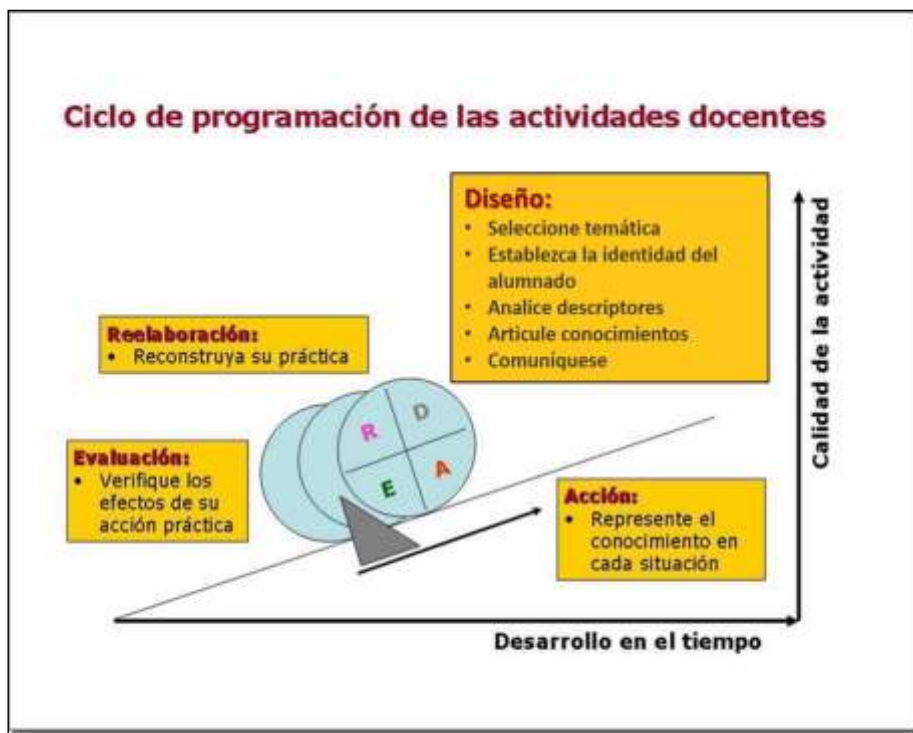 Ciclo de programación de las actividades docentes
Diseño:
• Seleccione temática
• Establezca la identidad del
alumnado
• Analice descriptores
• Articule conocimientos
• Comuníquese
Reelaboración:
• Reconstruya su práctica
Evaluación:
• Verifique los
efectos de su
acción práctica
R
D
E
A
Acción:
• Represente el
conocimiento en
cada situación
Calidad de la actividad
Desarrollo en el tiempo